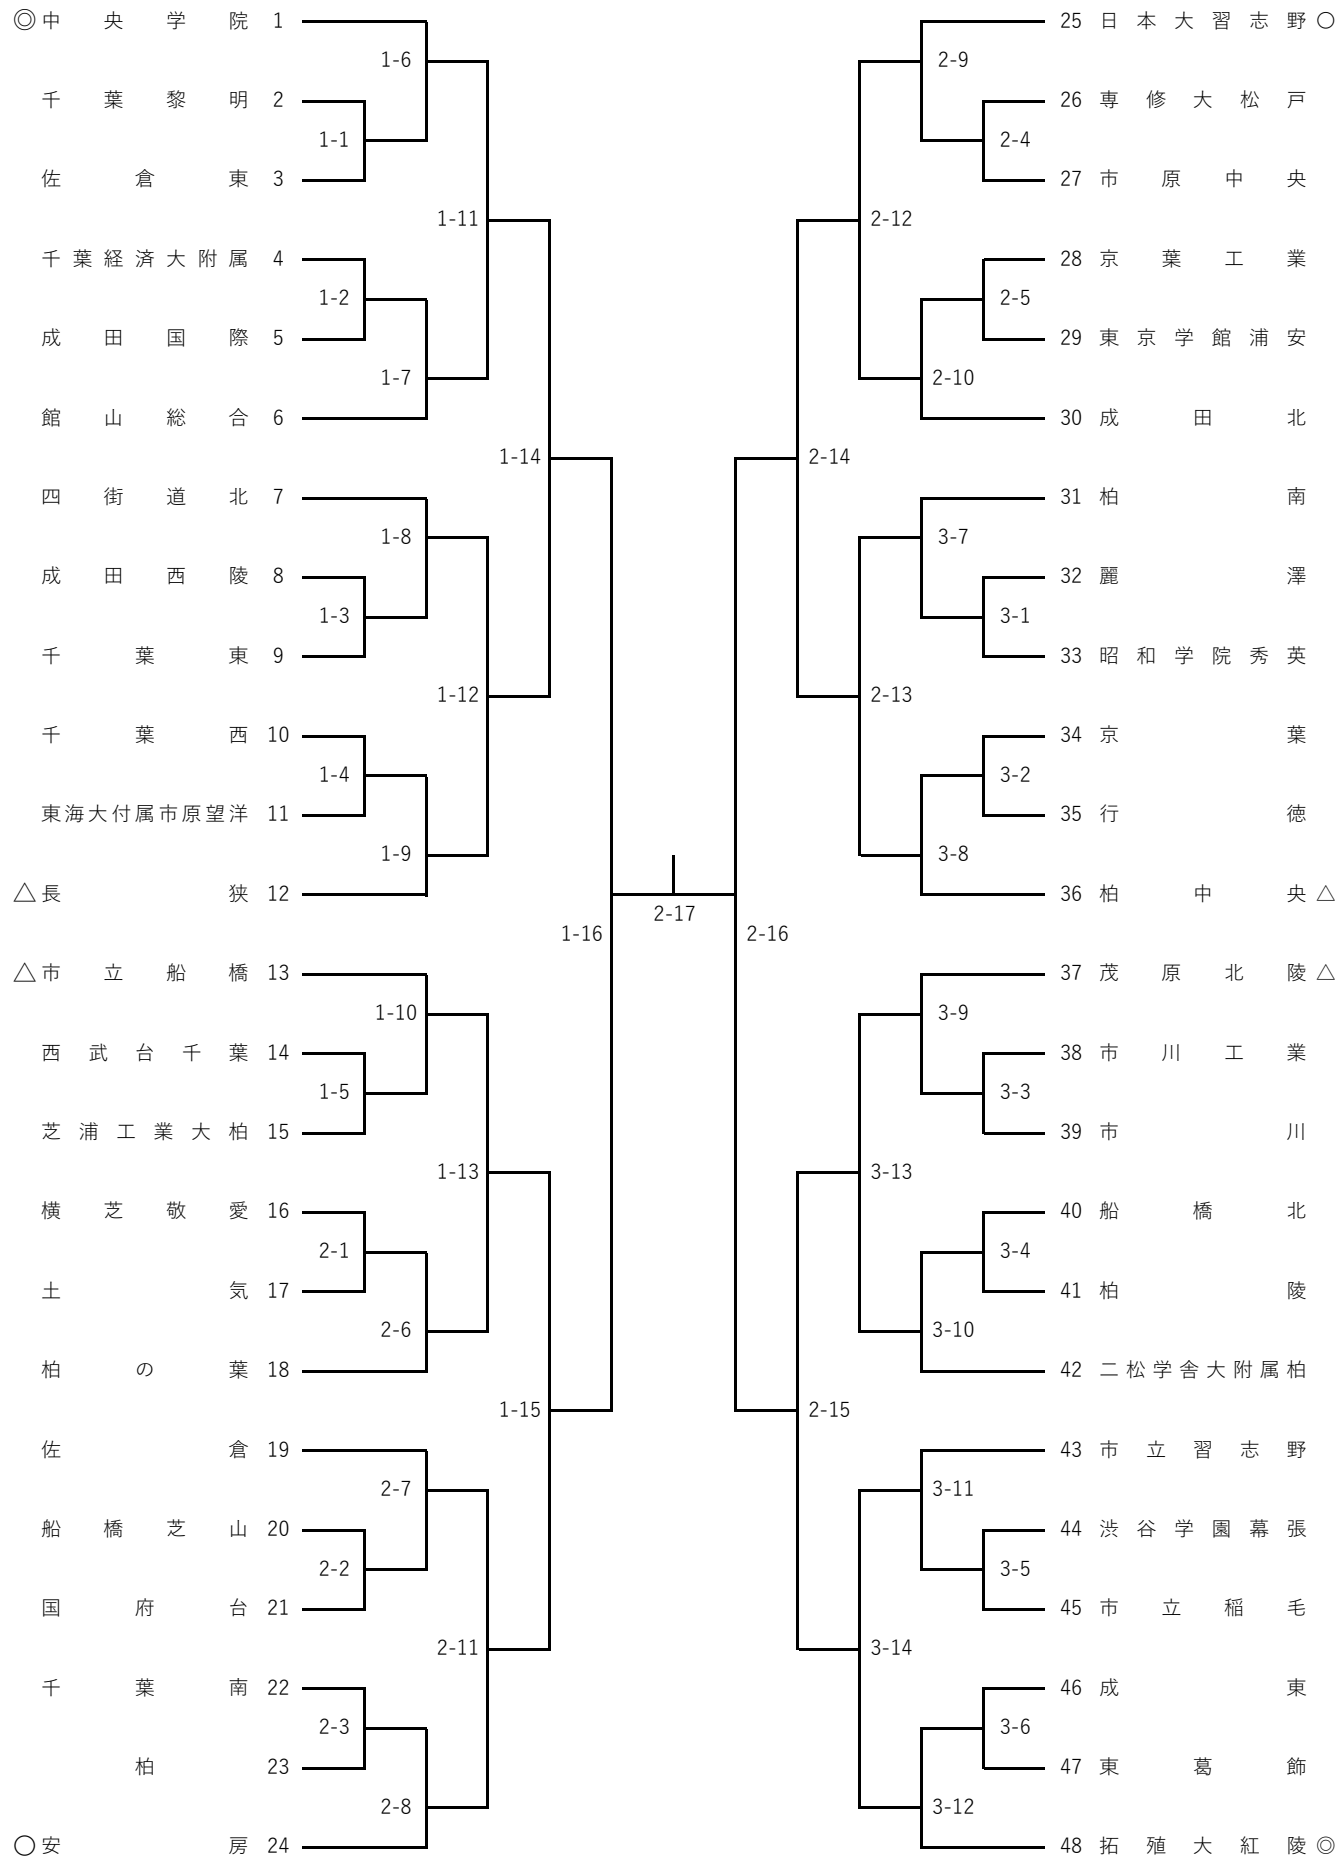 ◎ 中央学院 1
1-6
千葉黎明 2
1-1
佐倉東 3
1-11
千葉経済大附属 4
1-2
成田国際 5
1-7
館山総合 6
1-14
四街道北 7
1-8
成田西陵 8
1-3
千葉東 9
1-12
千葉西 10
1-4
東海大付属市原望洋 11
1-9
△ 長狭 12
1-16
△ 市立船橋 13
1-10
西武台千葉 14
1-5
芝浦工業大柏 15
1-13
横芝敬愛 16
2-1
土気 17
2-6
柏の葉 18
1-15
佐倉 19
2-7
船橋芝山 20
2-2
国府台 21
2-11
千葉南 22
2-3
柏 23
2-8
○ 安房 24
2-17
25 日本大習志野 ○
2-9
26 専修大松戸
2-4
27 市原中央
2-12
28 京葉工業
2-5
29 東京学館浦安
2-10
30 成田北
2-14
31 柏南
3-7
32 麗澤
3-1
33 昭和学院秀英
2-13
34 京葉
3-2
35 行徳
3-8
36 柏中央 △
2-16
37 茂原北陵 △
3-9
38 市川工業
3-3
39 市川
3-13
40 船橋北
3-4
41 柏陵
3-10
42 二松学舎大附属柏
2-15
43 市立習志野
3-11
44 渋谷学園幕張
3-5
45 市立稲毛
3-14
46 成東
3-6
47 東葛飾
3-12
48 拓殖大紅陵 ◎